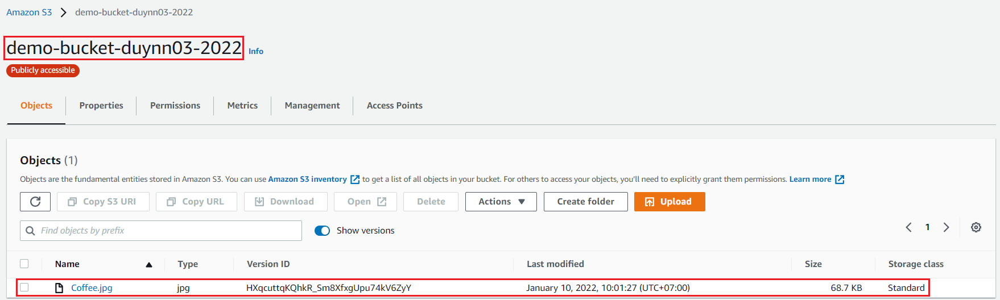 Amazon S3 > demo-bucket-duynn03-2022
demo-bucket-duynn03-2022 Info
Publicly accessible
Objects Properties Permissions Metrics Management Access Points
Objects (1)
Objects are the fundamental entities stored in Amazon S3. You can use Amazon S3 inventory to get a list of all objects in your bucket. For others to access your objects, you'll need to explicitly grant them permissions. Learn more
Copy S3 URI Copy URL Download Open Delete Actions Create folder Upload
Find objects by prefix Show versions 1
Name Type Version ID Last modified Size Storage class
Coffee.jpg jpg HXqcuttqKQhkR_Sm8XfxgUpu74kV6ZyY January 10, 2022, 10:01:27 (UTC+07:00) 68.7 KB Standard